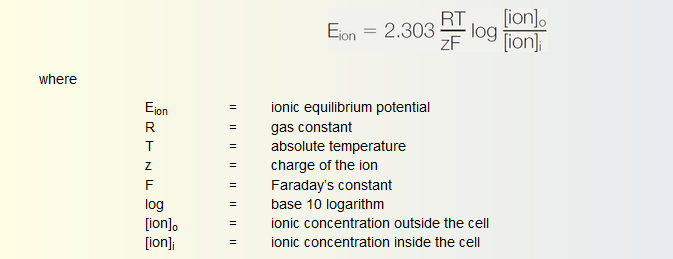 E_ion = 2.303 RT/zF log [ion]_o/[ion]_i
where
E_ion = ionic equilibrium potential
R = gas constant
T = absolute temperature
z = charge of the ion
F = Faraday's constant
log = base 10 logarithm
[ion]_o = ionic concentration outside the cell
[ion]_i = ionic concentration inside the cell